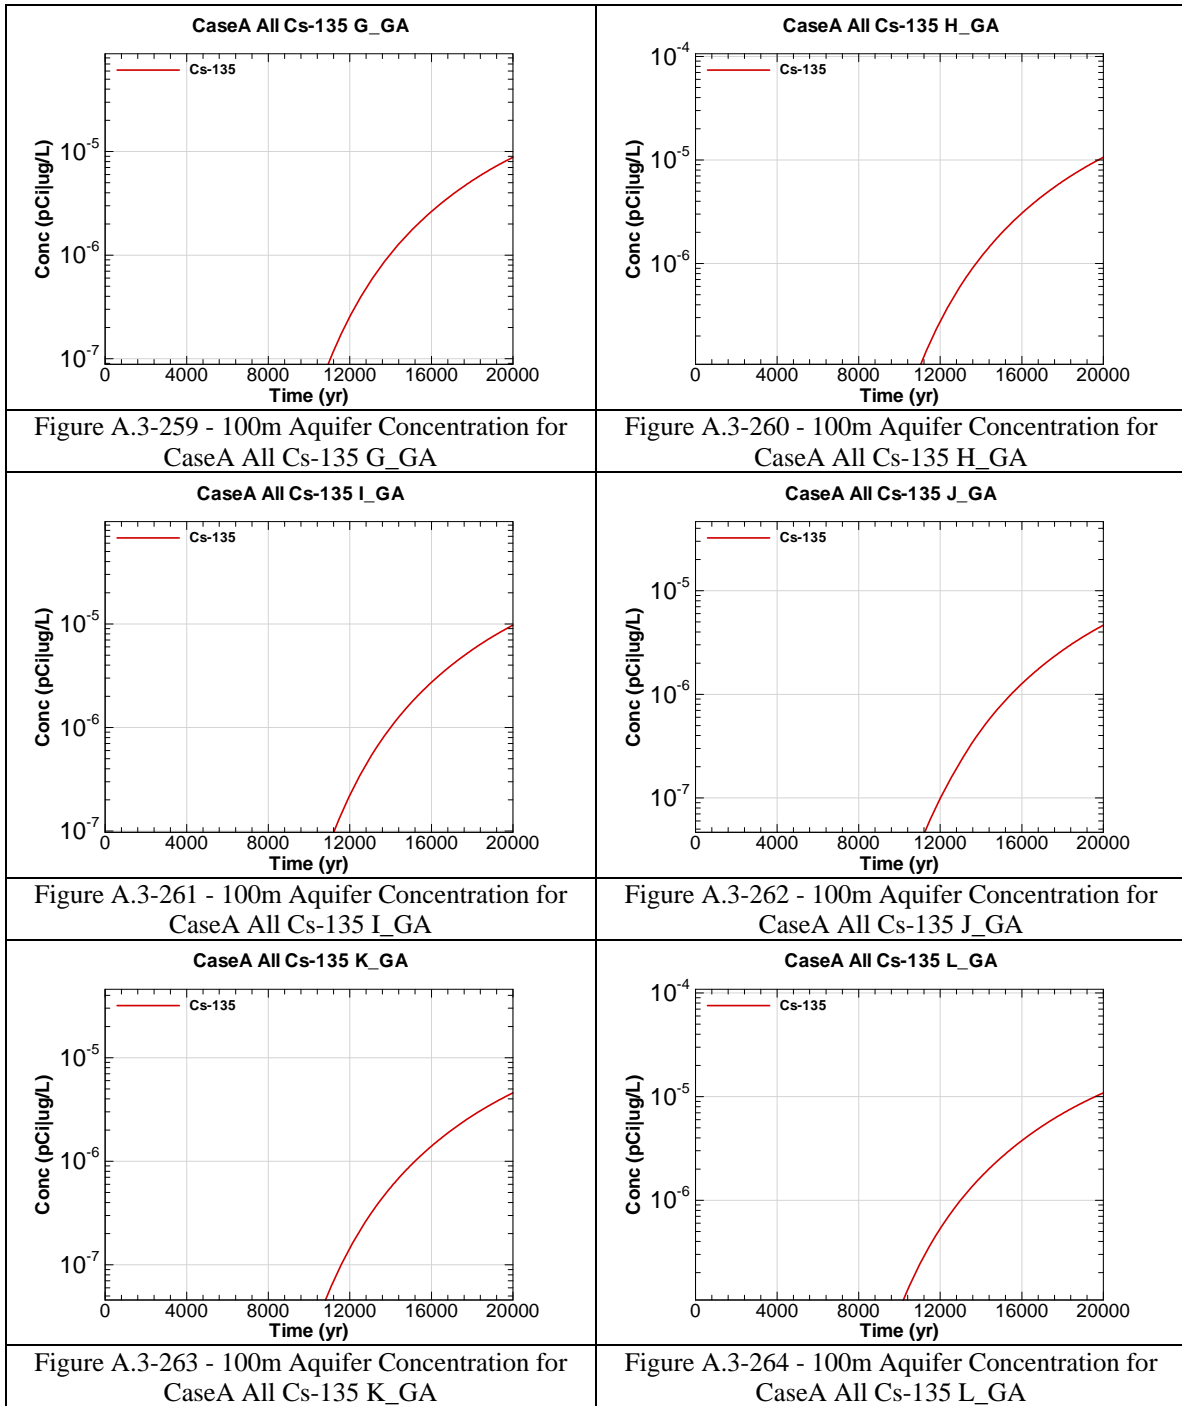 CaseA All Cs-135 G_GA
Cs-135
Conc (pCi|ug/L)
10-5
10-6
10-7
0 4000 8000 12000 16000 20000
Time (yr)
Figure A.3-259 - 100m Aquifer Concentration for
CaseA All Cs-135 G_GA
CaseA All Cs-135 H_GA
Cs-135
Conc (pCi|ug/L)
10-4
10-5
10-6
0 4000 8000 12000 16000 20000
Time (yr)
Figure A.3-260 - 100m Aquifer Concentration for
CaseA All Cs-135 H_GA
CaseA All Cs-135 I_GA
Cs-135
Conc (pCi|ug/L)
10-5
10-6
10-7
0 4000 8000 12000 16000 20000
Time (yr)
Figure A.3-261 - 100m Aquifer Concentration for
CaseA All Cs-135 I_GA
CaseA All Cs-135 J_GA
Cs-135
Conc (pCi|ug/L)
10-5
10-6
10-7
0 4000 8000 12000 16000 20000
Time (yr)
Figure A.3-262 - 100m Aquifer Concentration for
CaseA All Cs-135 J_GA
CaseA All Cs-135 K_GA
Cs-135
Conc (pCi|ug/L)
10-5
10-6
10-7
0 4000 8000 12000 16000 20000
Time (yr)
Figure A.3-263 - 100m Aquifer Concentration for
CaseA All Cs-135 K_GA
CaseA All Cs-135 L_GA
Cs-135
Conc (pCi|ug/L)
10-4
10-5
10-6
0 4000 8000 12000 16000 20000
Time (yr)
Figure A.3-264 - 100m Aquifer Concentration for
CaseA All Cs-135 L_GA